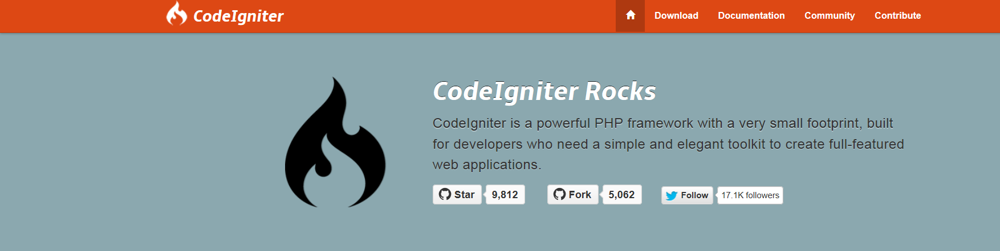 CodeIgniter
Download Documentation Community Contribute
CodeIgniter Rocks
CodeIgniter is a powerful PHP framework with a very small footprint, built
for developers who need a simple and elegant toolkit to create full-featured
web applications.
Star 9,812 Fork 5,062 Follow 17.1K followers